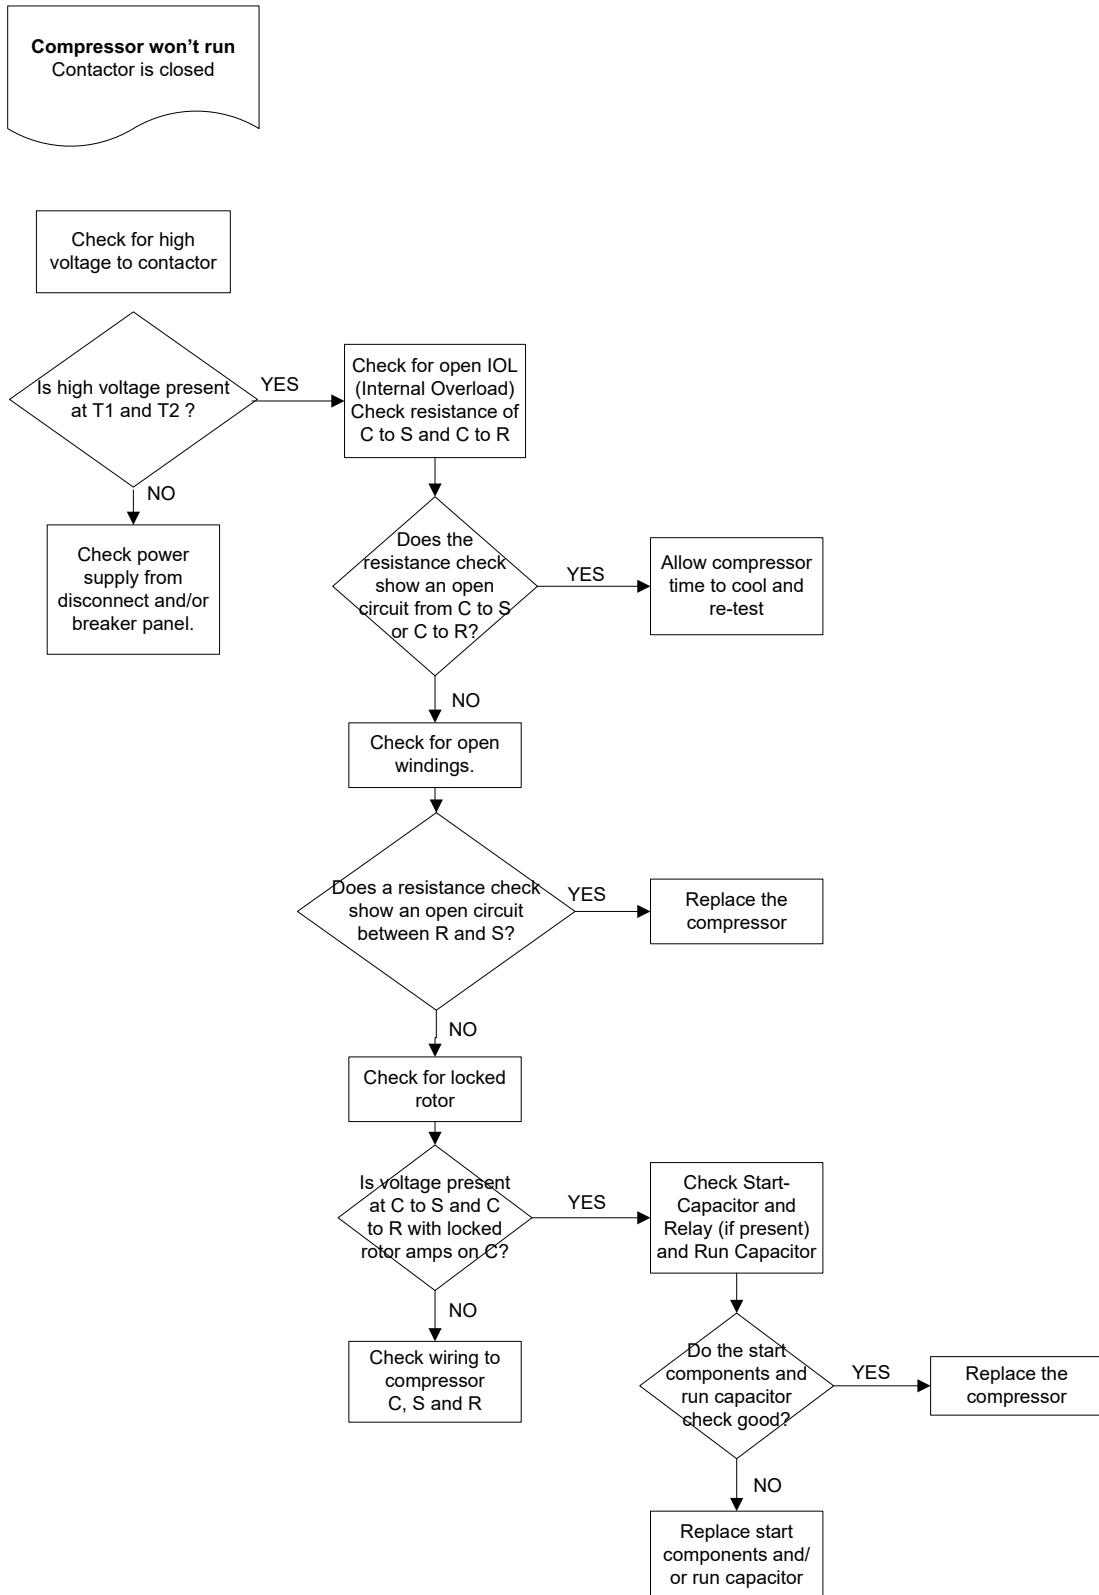 Compressor won’t run
Contactor is closed
Check for high
voltage to contactor
Is high voltage present
at T1 and T2 ?
YES
Check for open IOL
(Internal Overload)
Check resistance of
C to S and C to R
NO
Check power
supply from
disconnect and/or
breaker panel.
Does the
resistance check
show an open
circuit from C to S
or C to R?
YES
Allow compressor
time to cool and
re-test
NO
Check for open
windings.
Does a resistance check
show an open circuit
between R and S?
YES
Replace the
compressor
NO
Check for locked
rotor
Is voltage present
at C to S and C
to R with locked
rotor amps on C?
YES
Check Start-
Capacitor and
Relay (if present)
and Run Capacitor
NO
Check wiring to
compressor
C, S and R
Do the start
components and
run capacitor
check good?
YES
Replace the
compressor
NO
Replace start
components and/
or run capacitor